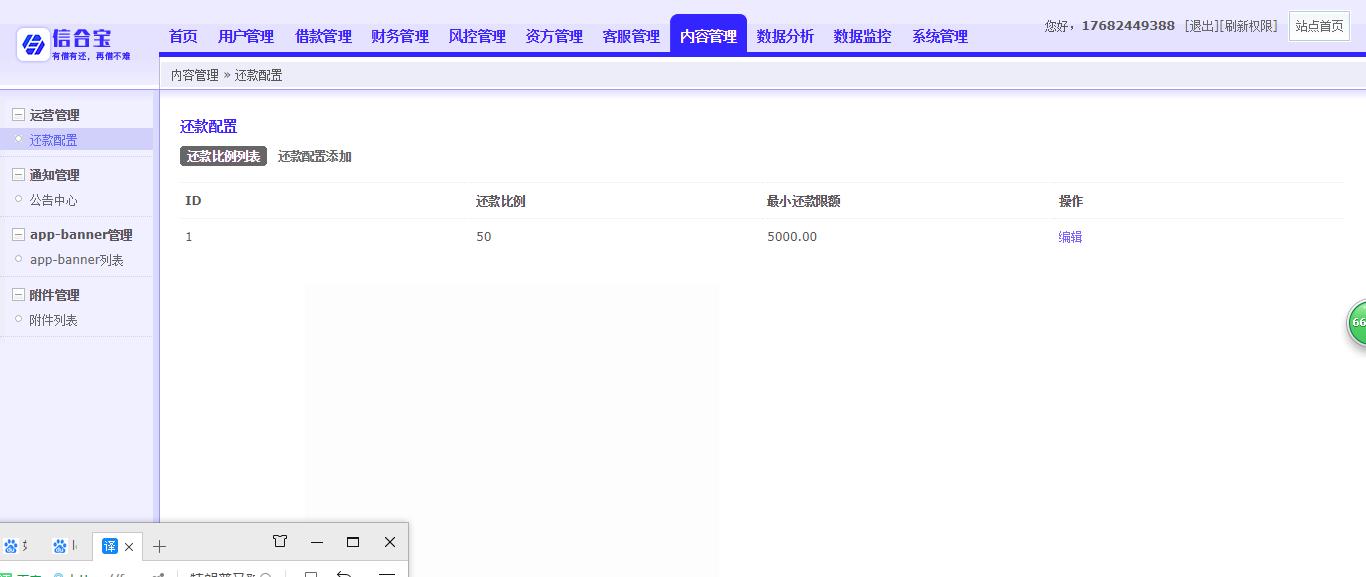 信合宝
有借有还，再借不难
首页 用户管理 借款管理 财务管理 风控管理 资方管理 客服管理 内容管理 数据分析 数据监控 系统管理
您好，17682449388 [退出][刷新权限] 站点首页
内容管理 » 还款配置
运营管理
还款配置
通知管理
公告中心
app-banner管理
app-banner列表
附件管理
附件列表
还款配置
还款比例列表 还款配置添加
ID 还款比例 最小还款限额 操作
1 50 5000.00 编辑
66
译